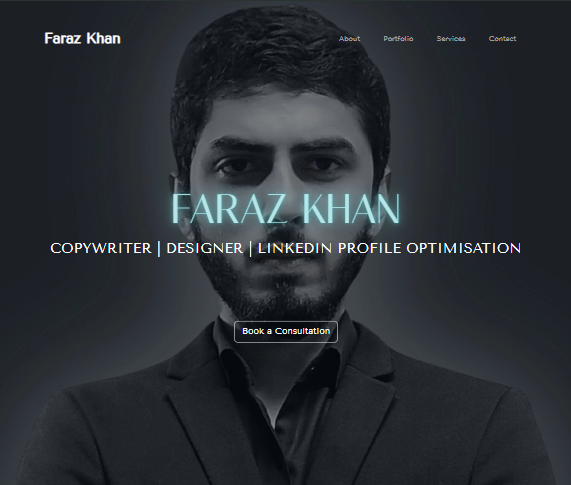 Faraz Khan
About Portfolio Services Contact
FARAZ KHAN
COPYWRITER | DESIGNER | LINKEDIN PROFILE OPTIMISATION
Book a Consultation